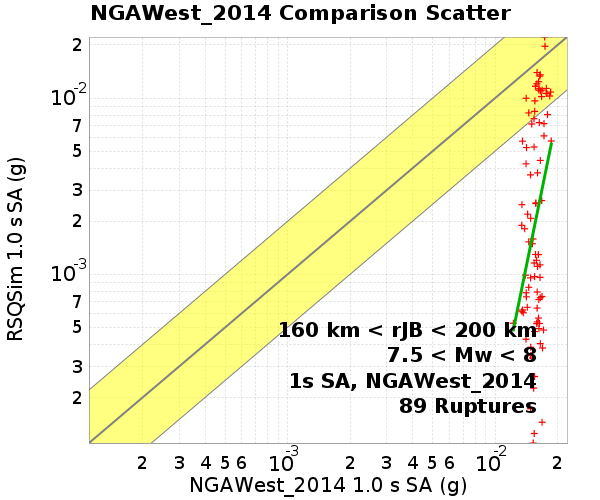 NGAWest_2014 Comparison Scatter
RSQSim 1.0 s SA (g)
2
10-2
7
5
3
2
10-3
7
5
3
2
160 km < rJB < 200 km
7.5 < Mw < 8
1s SA, NGAWest_2014
89 Ruptures
2 3 4 5 6 10-3 2 3 4 5 6 10-2 2
NGAWest_2014 1.0 s SA (g)